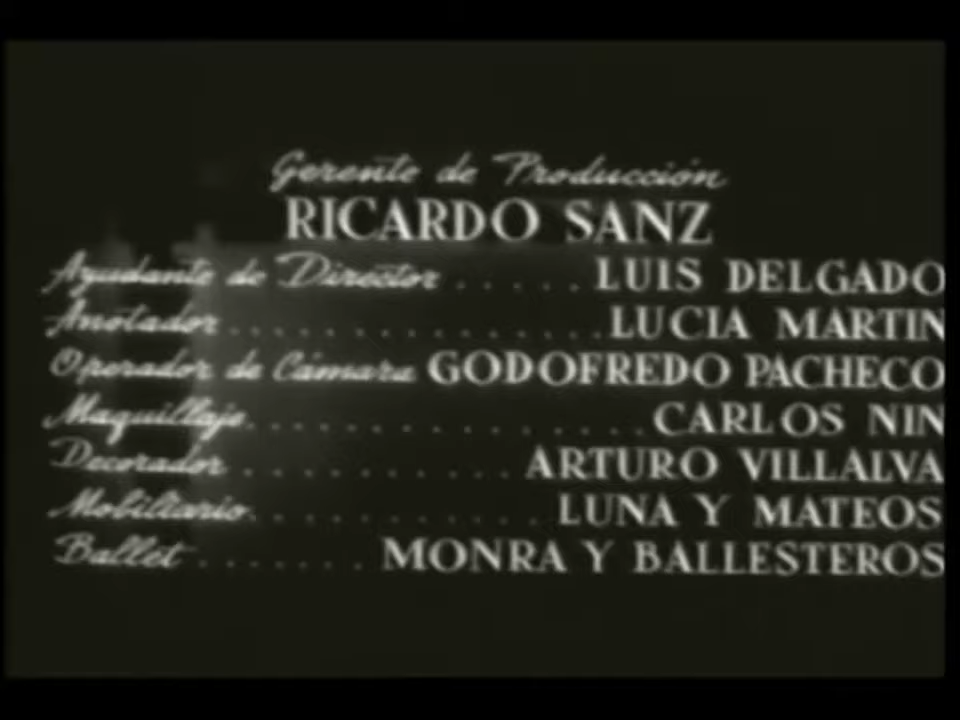 Gerente de Producción
RICARDO SANZ
Ayudante de Director ..... LUIS DELGADO
Anotador ................ LUCIA MARTIN
Operador de Cámara GODOFREDO PACHECO
Maquillaje ................ CARLOS NIN
Decorador ............ ARTURO VILLALVA
Mobiliario ............. LUNA Y MATEOS
Ballet ....... MONRA Y BALLESTEROS